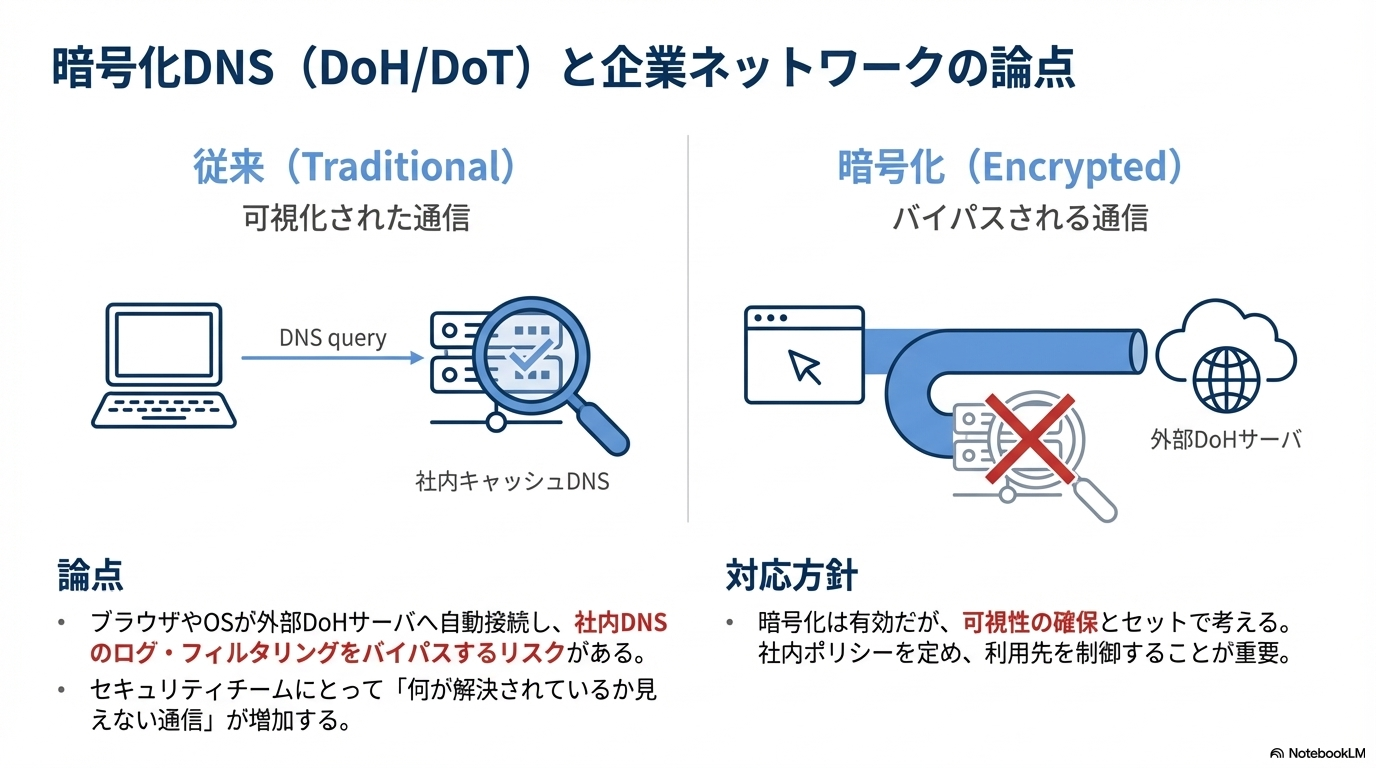 暗号化DNS（DoH/DoT）と企業ネットワークの論点
従来（Traditional）
可視化された通信
DNS query
社内キャッシュDNS
暗号化（Encrypted）
バイパスされる通信
外部DoHサーバ
論点
• ブラウザやOSが外部DoHサーバへ自動接続し、社内DNS
のログ・フィルタリングをバイパスするリスクがある。
• セキュリティチームにとって「何が解決されているか見
えない通信」が増加する。
対応方針
• 暗号化は有効だが、可視性の確保とセットで考える。
社内ポリシーを定め、利用先を制御することが重要。
NotebookLM